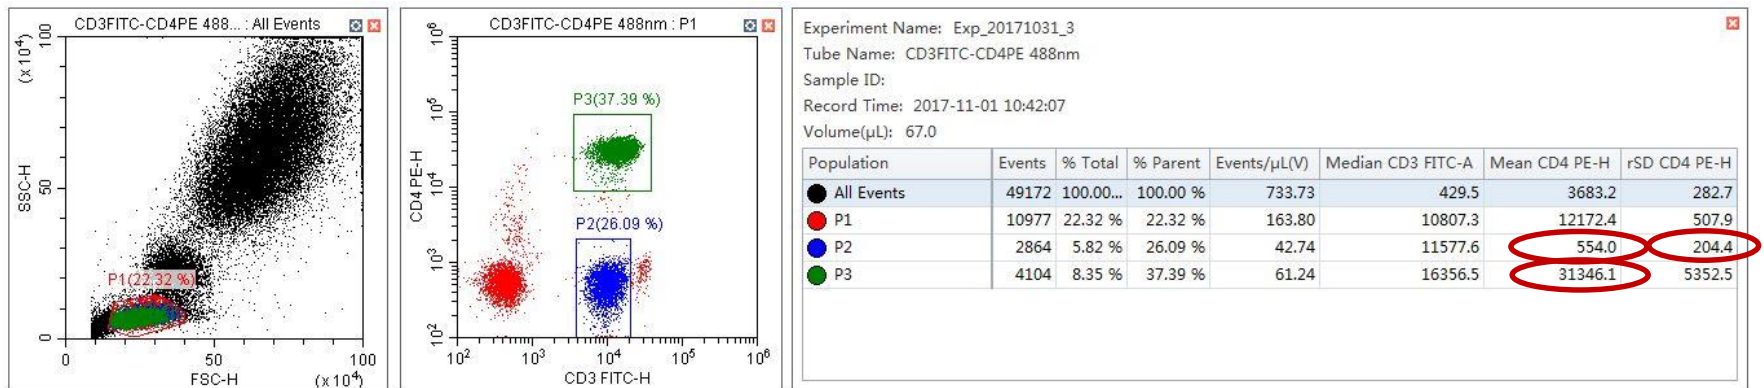 CD3FITC-CD4PE 488... : All Events
(x 10⁴)
100
50
0
SSC-H
P1(22.32 %)
0 50 100
FSC-H (x 10⁴)
CD3FITC-CD4PE 488nm : P1
10⁶
10⁵
10⁴
10³
10²
CD4 PE-H
P3(37.39 %)
P2(26.09 %)
10² 10³ 10⁴ 10⁵ 10⁶
CD3 FITC-H
Experiment Name: Exp_20171031_3
Tube Name: CD3FITC-CD4PE 488nm
Sample ID:
Record Time: 2017-11-01 10:42:07
Volume(μL): 67.0
Population Events % Total % Parent Events/μL(V) Median CD3 FITC-A Mean CD4 PE-H rSD CD4 PE-H
All Events 49172 100.00... 100.00 % 733.73 429.5 3683.2 282.7
P1 10977 22.32 % 22.32 % 163.80 10807.3 12172.4 507.9
P2 2864 5.82 % 26.09 % 42.74 11577.6 554.0 204.4
P3 4104 8.35 % 37.39 % 61.24 16356.5 31346.1 5352.5